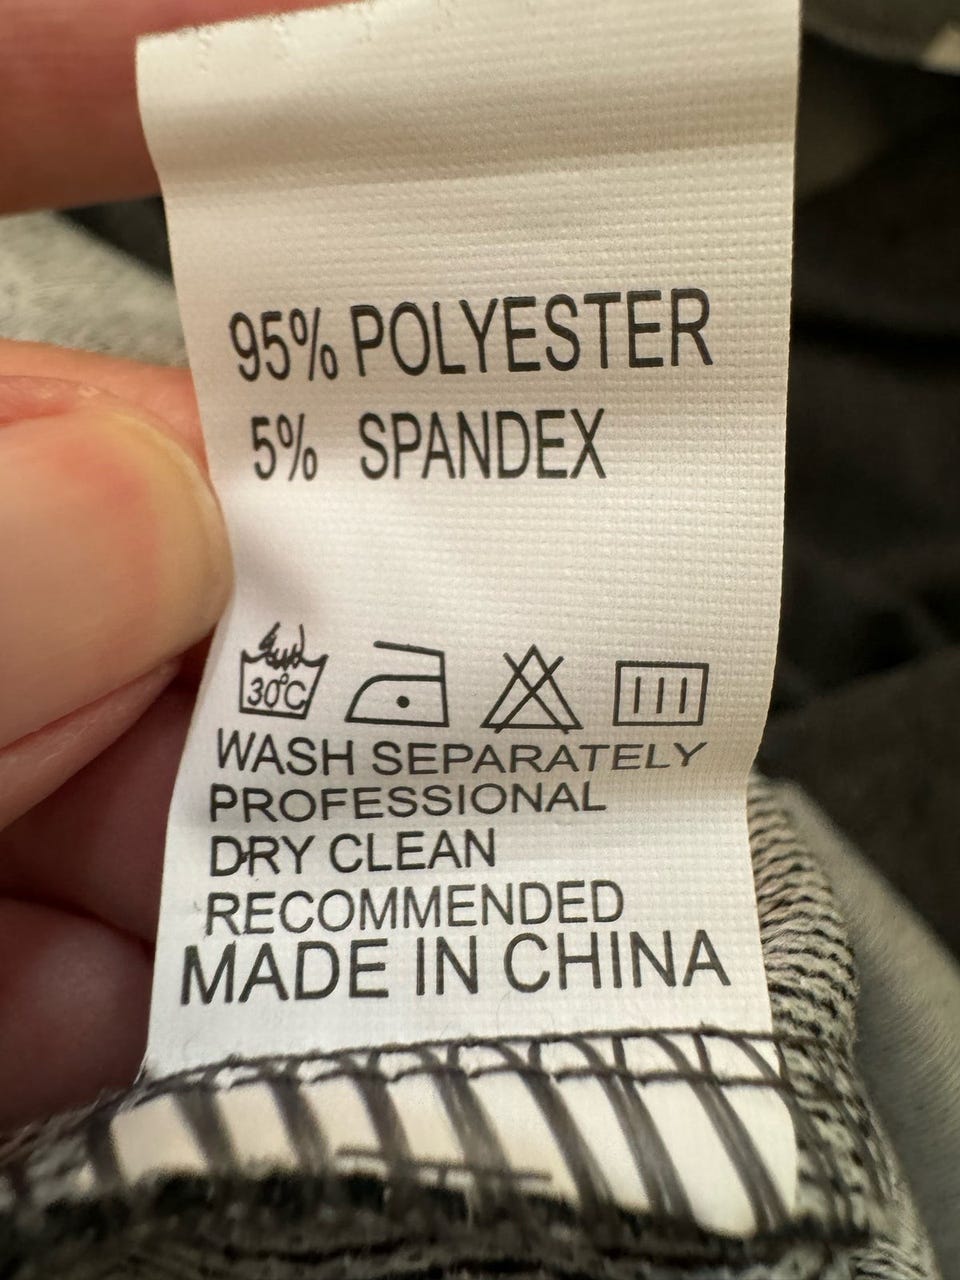 95% POLYESTER
5% SPANDEX
30°C
WASH SEPARATELY
PROFESSIONAL
DRY CLEAN
RECOMMENDED
MADE IN CHINA